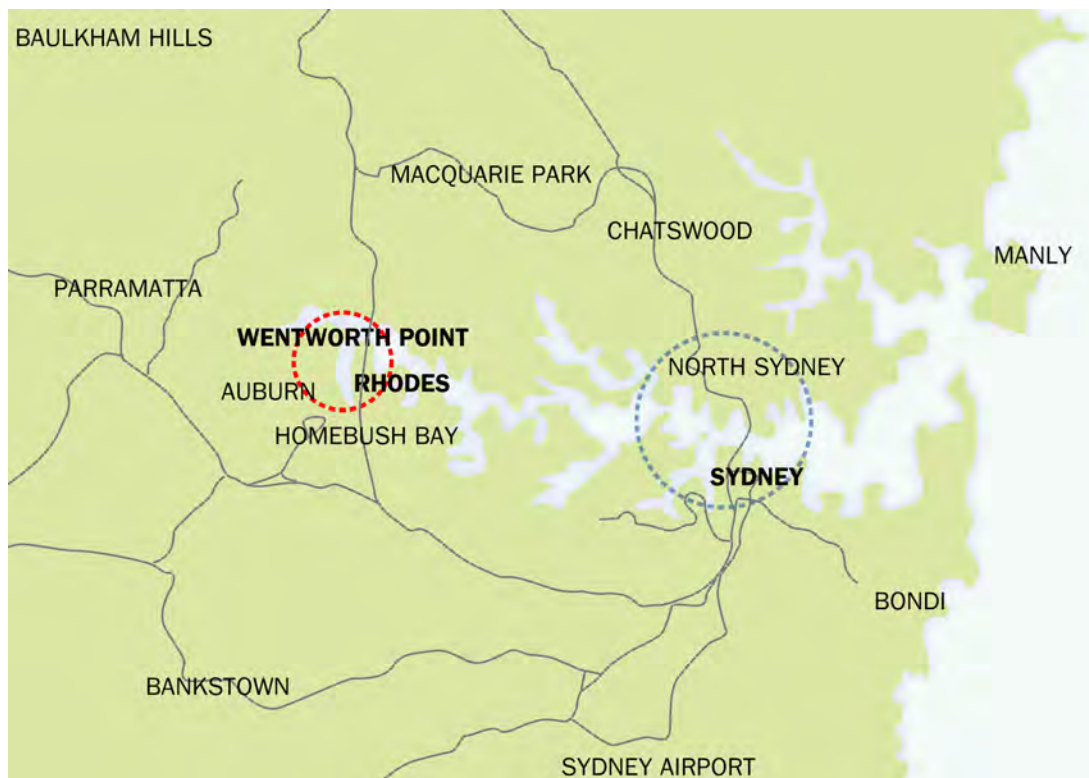 BAULKHAM HILLS
MACQUARIE PARK
CHATSWOOD
MANLY
PARRAMATTA
WENTWORTH POINT
NORTH SYDNEY
RHODES
AUBURN
HOMEBUSH BAY
SYDNEY
BONDI
BANKSTOWN
SYDNEY AIRPORT